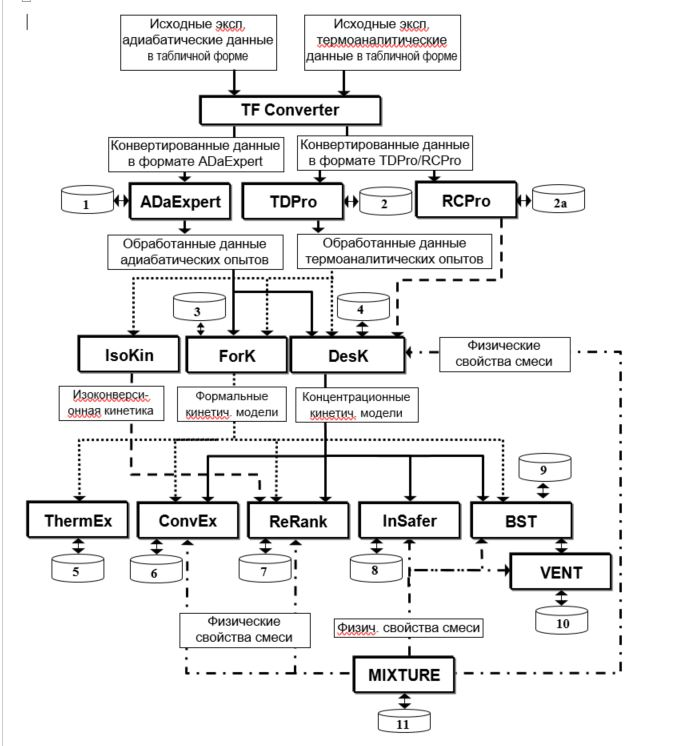 Исходные эксп.
адиабатические данные
в табличной форме
Исходные эксп.
термоаналитические
данные в табличной форме
TF Converter
Конвертированные данные
в формате ADaExpert
Конвертированные данные
в формате TDPro/RCPro
1
ADaExpert
TDPro
2
RCPro
2a
Обработанные данные
адиабатических опытов
Обработанные данные
термоаналитических опытов
3
4
IsoKin
ForK
DesK
Физические
свойства смеси
Изоконверси-
онная кинетика
Формальные
кинетич. модели
Концентрационные
кинетич. модели
9
ThermEx
ConvEx
ReRank
InSafer
BST
5
6
7
8
VENT
10
Физические
свойства смеси
Физич. свойства смеси
MIXTURE
11